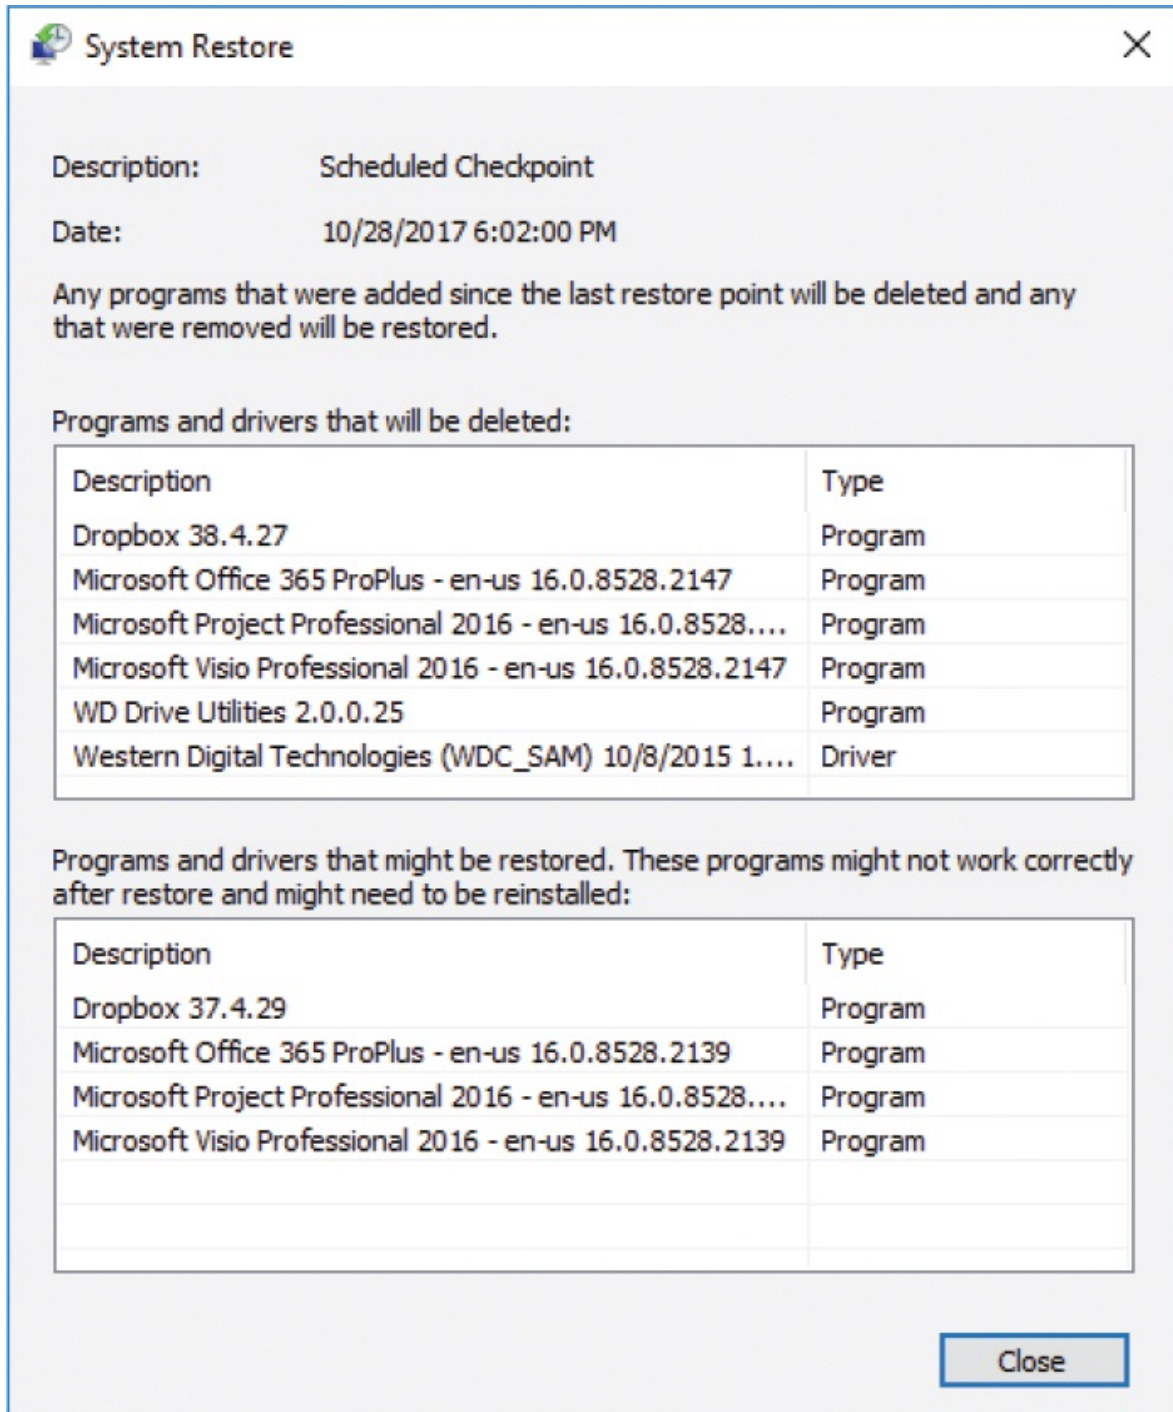 System Restore
Description: Scheduled Checkpoint
Date: 10/28/2017 6:02:00 PM
Any programs that were added since the last restore point will be deleted and any
that were removed will be restored.
Programs and drivers that will be deleted:
Description Type
Dropbox 38.4.27 Program
Microsoft Office 365 ProPlus - en-us 16.0.8528.2147 Program
Microsoft Project Professional 2016 - en-us 16.0.8528.... Program
Microsoft Visio Professional 2016 - en-us 16.0.8528.2147 Program
WD Drive Utilities 2.0.0.25 Program
Western Digital Technologies (WDC_SAM) 10/8/2015 1.... Driver
Programs and drivers that might be restored. These programs might not work correctly
after restore and might need to be reinstalled:
Description Type
Dropbox 37.4.29 Program
Microsoft Office 365 ProPlus - en-us 16.0.8528.2139 Program
Microsoft Project Professional 2016 - en-us 16.0.8528.... Program
Microsoft Visio Professional 2016 - en-us 16.0.8528.2139 Program
Close